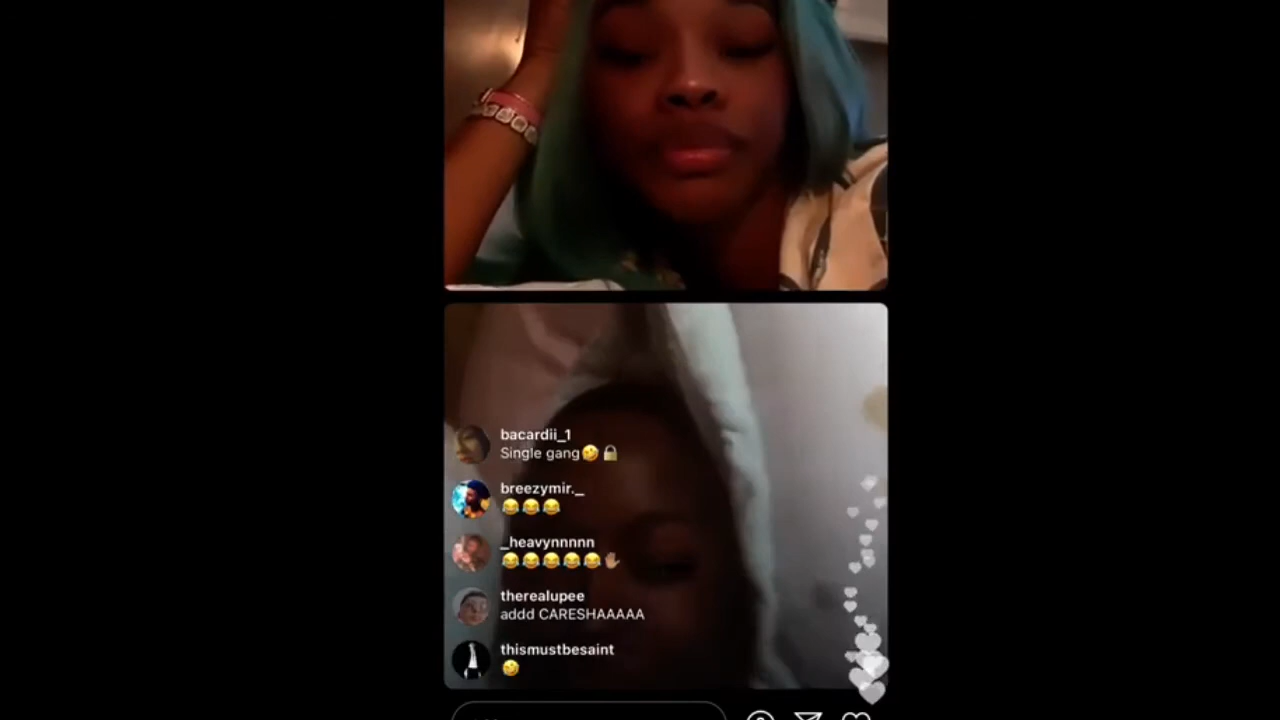 bacardii_1
Single gang🤣🔒
breezymir._
😂😂😂
_heavynnnnn
😂😂😂😂😂✋🏽
therealupee
addd CARESHAAAAA
thismustbesaint
🤣